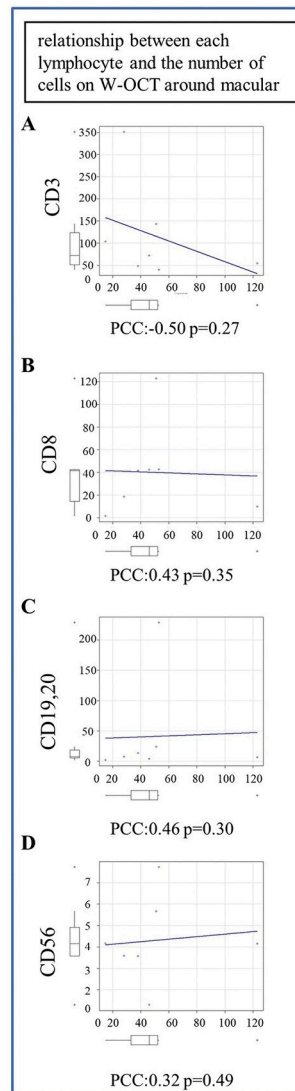 relationship between each
lymphocyte and the number of
cells on W-OCT around macular
A
CD3
350
300
250
200
150
100
50
0 20 40 60 80 100 120
PCC:-0.50 p=0.27
B
CD8
120
100
80
60
40
20
0
0 20 40 60 80 100 120
PCC:0.43 p=0.35
C
CD19,20
200
150
100
50
0
0 20 40 60 80 100 120
PCC:0.46 p=0.30
D
CD56
7
6
5
4
3
2
1
0
0 20 40 60 80 100 120
PCC:0.32 p=0.49